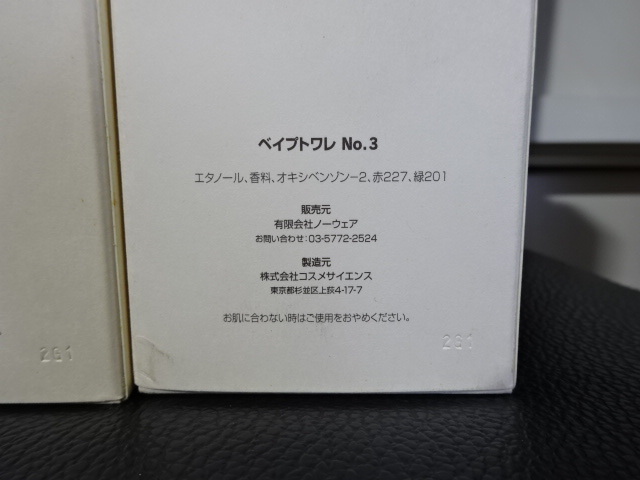 ベイプトワレ No.3
エタノール、香料、オキシベンゾン-2、赤227、緑201
販売元
有限会社ノーウェア
お問い合わせ:03-5772-2524
製造元
株式会社コスメサイエンス
東京都杉並区上荻4-17-7
お肌に合わない時はご使用をおやめください。
2G1
2G1